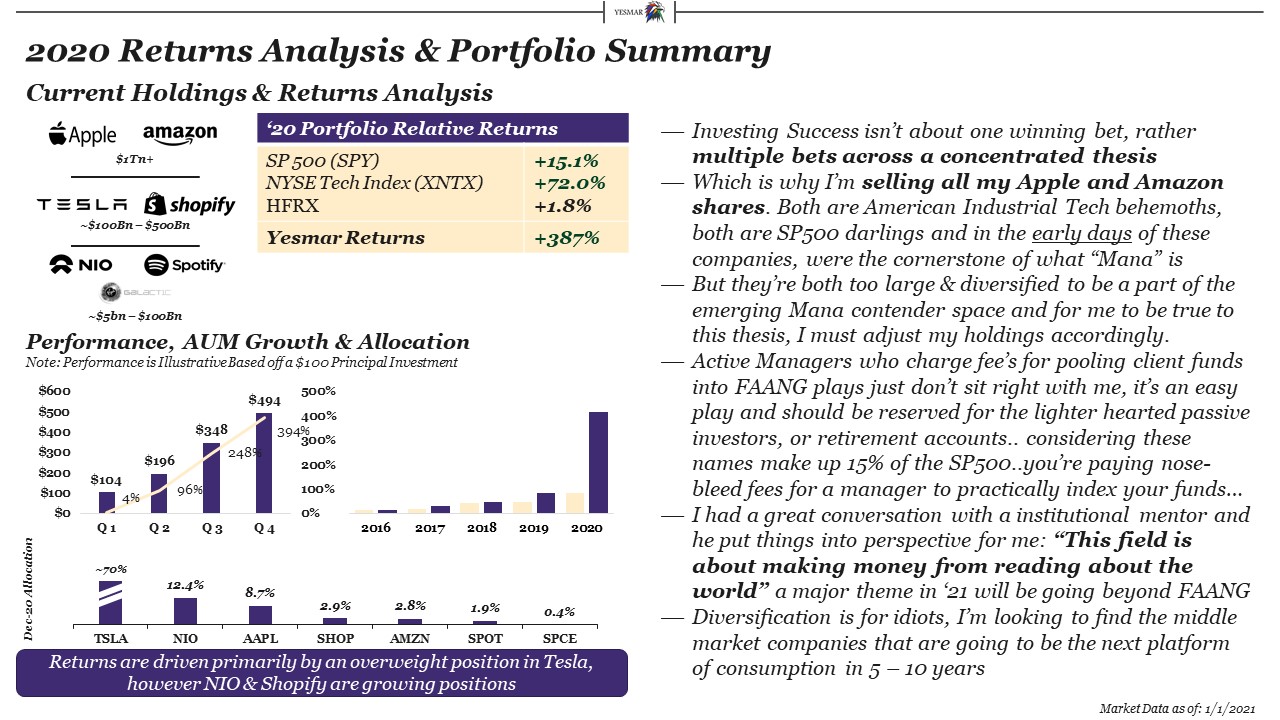 YESMAR
2020 Returns Analysis & Portfolio Summary
Current Holdings & Returns Analysis
Apple amazon
$1Tn+
TESLA shopify
~$100Bn – $500Bn
NIO Spotify
GALACTIC
~$5bn – $100Bn
‘20 Portfolio Relative Returns
SP 500 (SPY) +15.1%
NYSE Tech Index (XNTX) +72.0%
HFRX +1.8%
Yesmar Returns +387%
Performance, AUM Growth & Allocation
Note: Performance is Illustrative Based off a $100 Principal Investment
$600
$500
$400
$300
$200
$100
$0
$104
$196
$348
$494
4%
96%
248%
394%
Q 1 Q 2 Q 3 Q 4
500%
400%
300%
200%
100%
0%
2016 2017 2018 2019 2020
Dec-20 Allocation
~70% 12.4% 8.7% 2.9% 2.8% 1.9% 0.4%
TSLA NIO AAPL SHOP AMZN SPOT SPCE
Returns are driven primarily by an overweight position in Tesla,
however NIO & Shopify are growing positions
— Investing Success isn’t about one winning bet, rather
multiple bets across a concentrated thesis
— Which is why I’m selling all my Apple and Amazon
shares. Both are American Industrial Tech behemoths,
both are SP500 darlings and in the early days of these
companies, were the cornerstone of what “Mana” is
— But they’re both too large & diversified to be a part of the
emerging Mana contender space and for me to be true to
this thesis, I must adjust my holdings accordingly.
— Active Managers who charge fee’s for pooling client funds
into FAANG plays just don’t sit right with me, it’s an easy
play and should be reserved for the lighter hearted passive
investors, or retirement accounts.. considering these
names make up 15% of the SP500..you’re paying nose-
bleed fees for a manager to practically index your funds…
— I had a great conversation with a institutional mentor and
he put things into perspective for me: “This field is
about making money from reading about the
world” a major theme in ‘21 will be going beyond FAANG
— Diversification is for idiots, I’m looking to find the middle
market companies that are going to be the next platform
of consumption in 5 – 10 years
Market Data as of: 1/1/2021